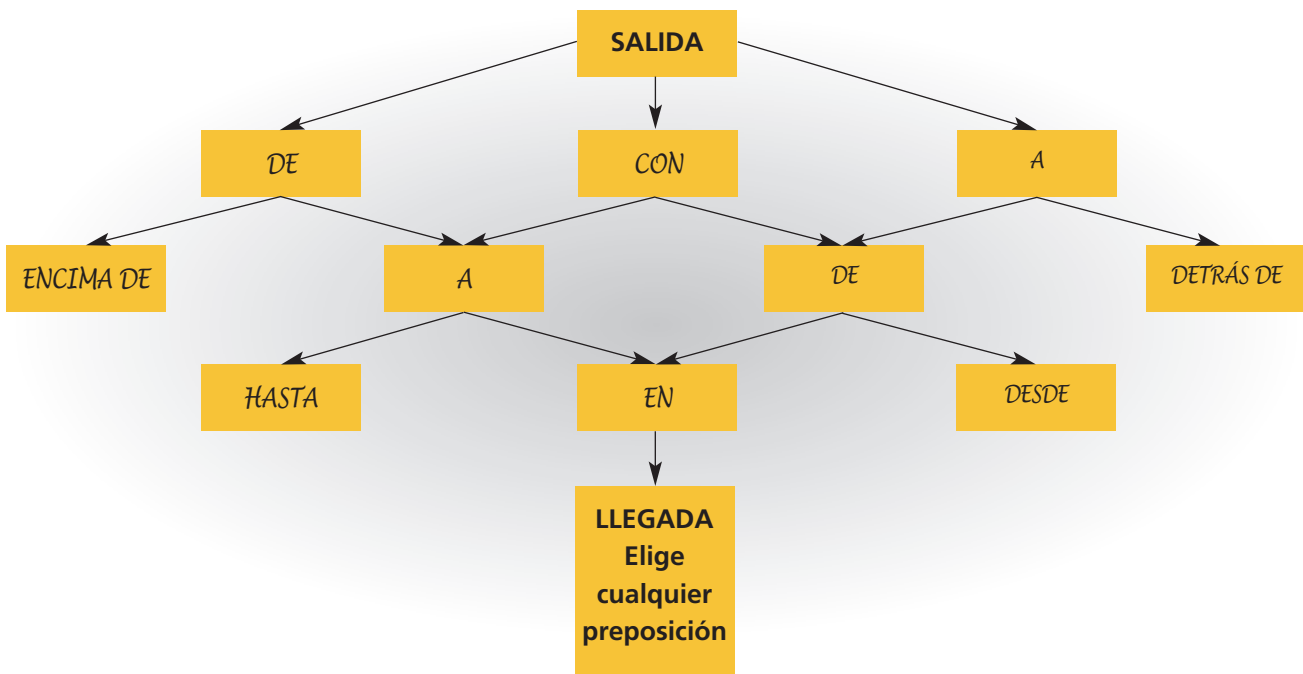 SALIDA
DE
CON
A
ENCIMA DE
A
DE
DETRÁS DE
HASTA
EN
DESDE
LLEGADA
Elige
cualquier
preposición